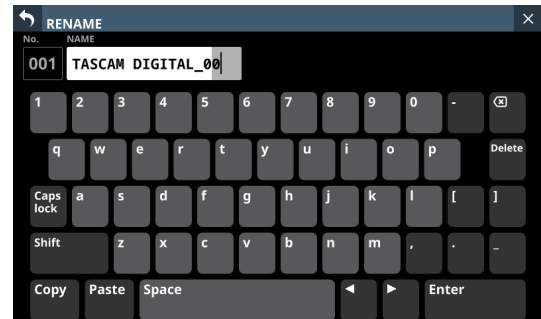 RENAME
No. NAME
001 TASCAM DIGITAL_00
1 2 3 4 5 6 7 8 9 0 -
q w e r t y u i o p Delete
Caps lock a s d f g h j k l [ ]
Shift z x c v b n m , . _
Copy Paste Space ◄ ► Enter